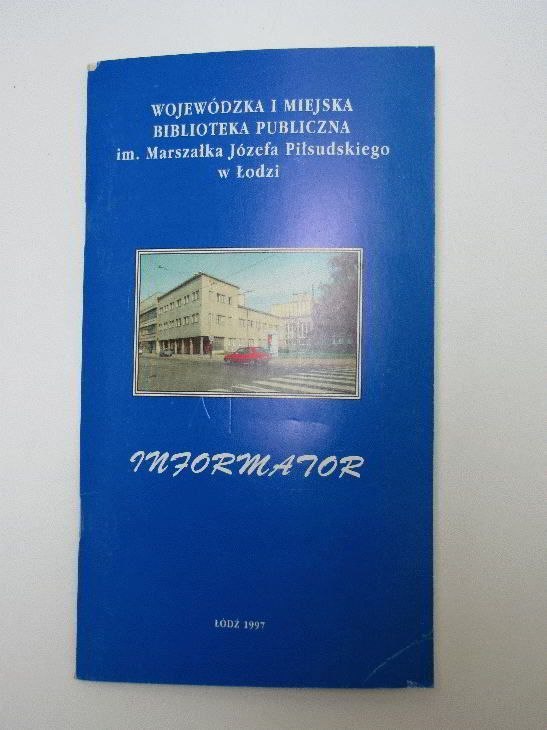 WOJEWÓDZKA I MIEJSKA
BIBLIOTEKA PUBLICZNA
im. Marszałka Józefa Piłsudskiego
w Łodzi
INFORMATOR
ŁÓDŹ 1997